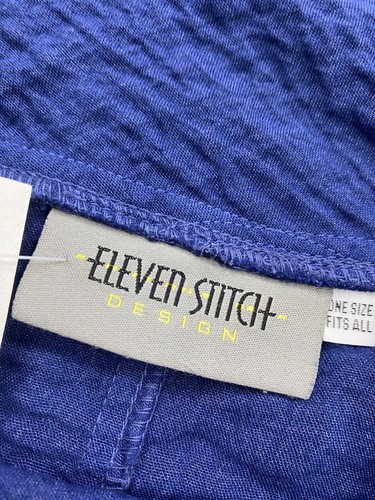 ELEVEN STITCH
DESIGN
ONE SIZE
FITS ALL